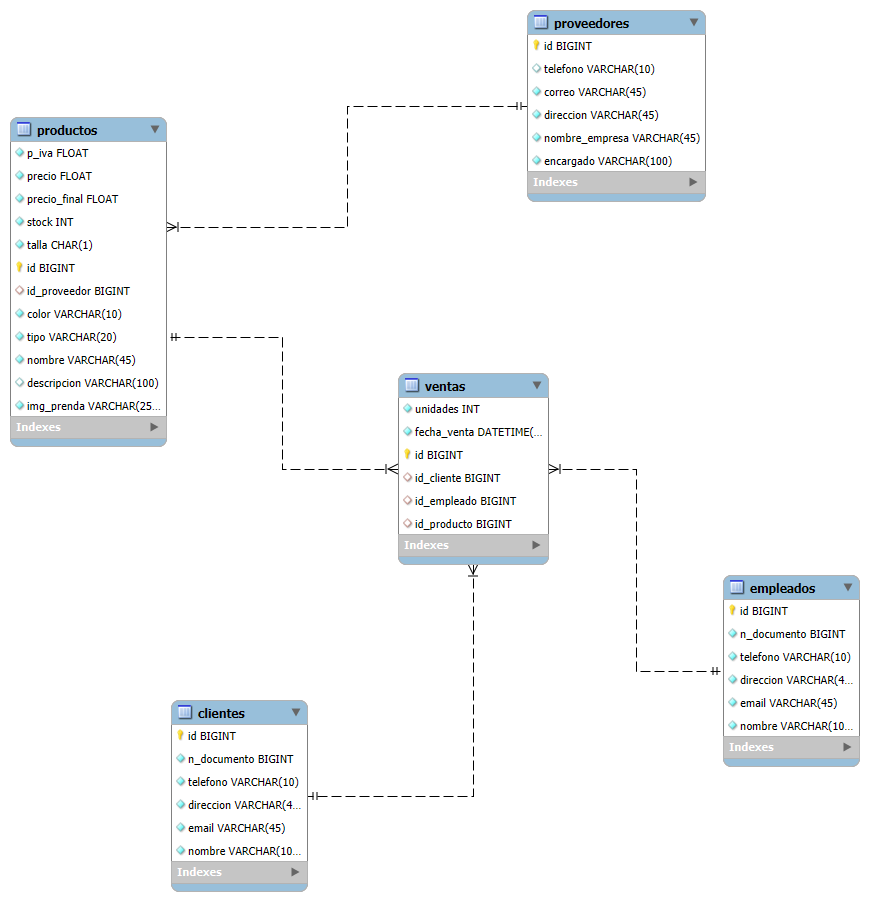 proveedores
id BIGINT
telefono VARCHAR(10)
correo VARCHAR(45)
direccion VARCHAR(45)
nombre_empresa VARCHAR(45)
encargado VARCHAR(100)
Indexes
productos
p_iva FLOAT
precio FLOAT
precio_final FLOAT
stock INT
talla CHAR(1)
id BIGINT
id_proveedor BIGINT
color VARCHAR(10)
tipo VARCHAR(20)
nombre VARCHAR(45)
descripcion VARCHAR(100)
img_prenda VARCHAR(25...
Indexes
ventas
unidades INT
fecha_venta DATETIME(...
id BIGINT
id_cliente BIGINT
id_empleado BIGINT
id_producto BIGINT
Indexes
empleados
id BIGINT
n_documento BIGINT
telefono VARCHAR(10)
direccion VARCHAR(4...
email VARCHAR(45)
nombre VARCHAR(10...
Indexes
clientes
id BIGINT
n_documento BIGINT
telefono VARCHAR(10)
direccion VARCHAR(4...
email VARCHAR(45)
nombre VARCHAR(10...
Indexes